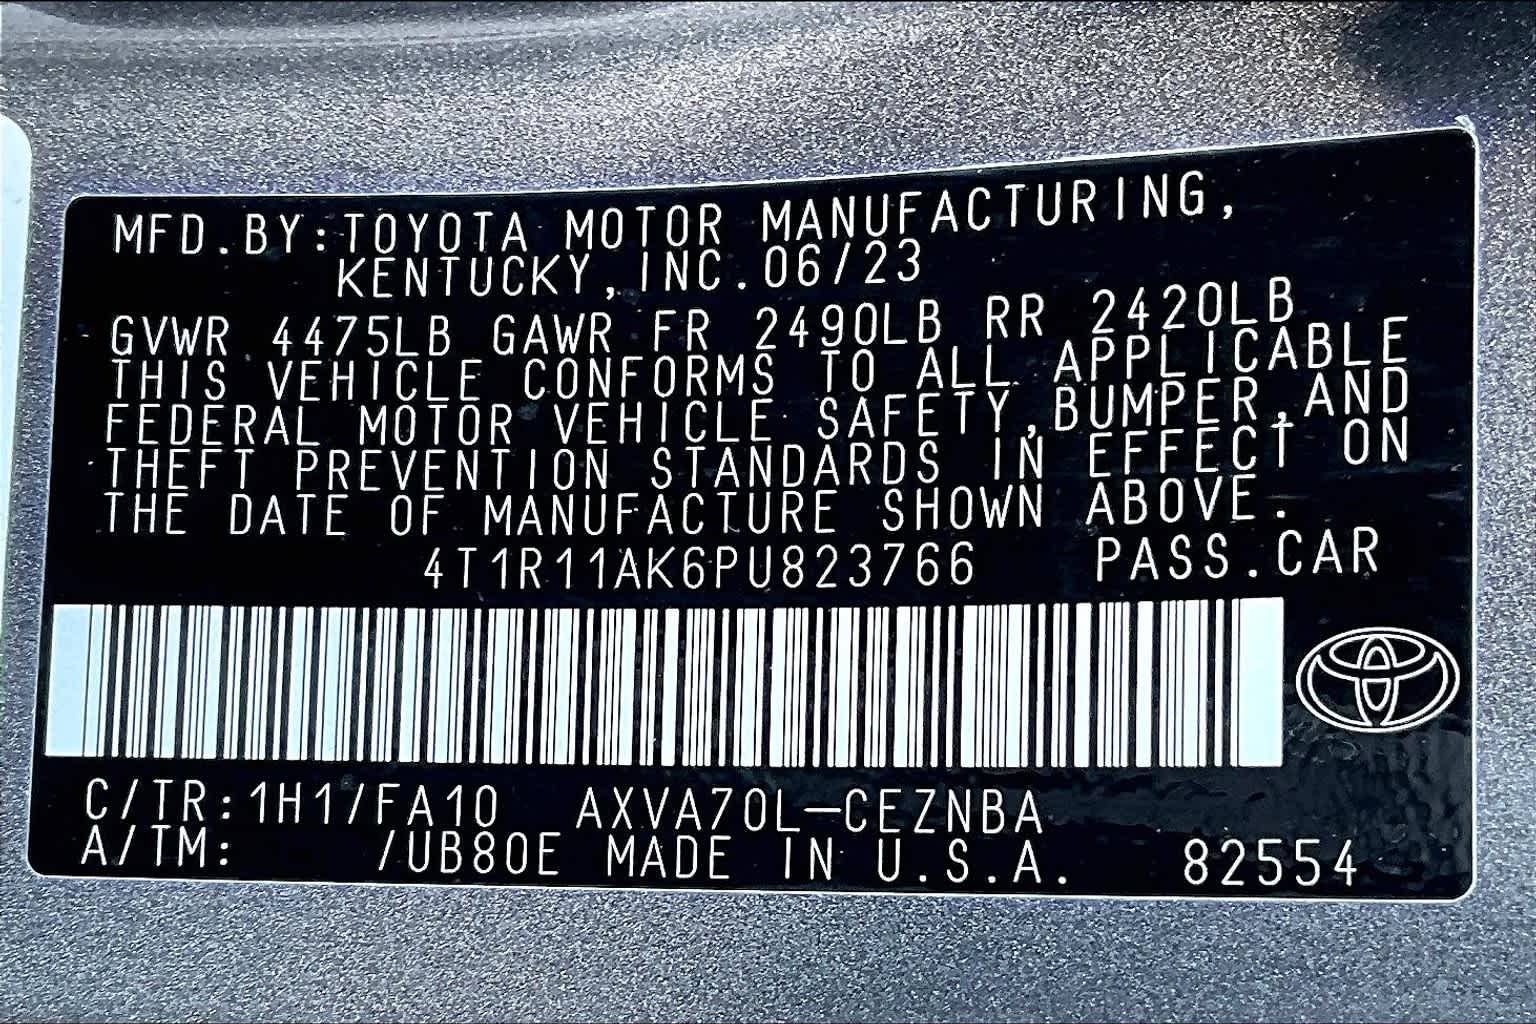 MFD.BY:TOYOTA MOTOR MANUFACTURING,
KENTUCKY, INC. 06/23
GVWR 4475LB GAWR FR 2490LB RR 2420LB
THIS VEHICLE CONFORMS TO ALL APPLICABLE
FEDERAL MOTOR VEHICLE SAFETY,BUMPER,AND
THEFT PREVENTION STANDARDS IN EFFECT ON
THE DATE OF MANUFACTURE SHOWN ABOVE.
4T1R11AK6PU823766 PASS.CAR
C/TR:1H1/FA10 AXVA70L-CEZNBA
A/TM: /UB80E MADE IN U.S.A. 82554